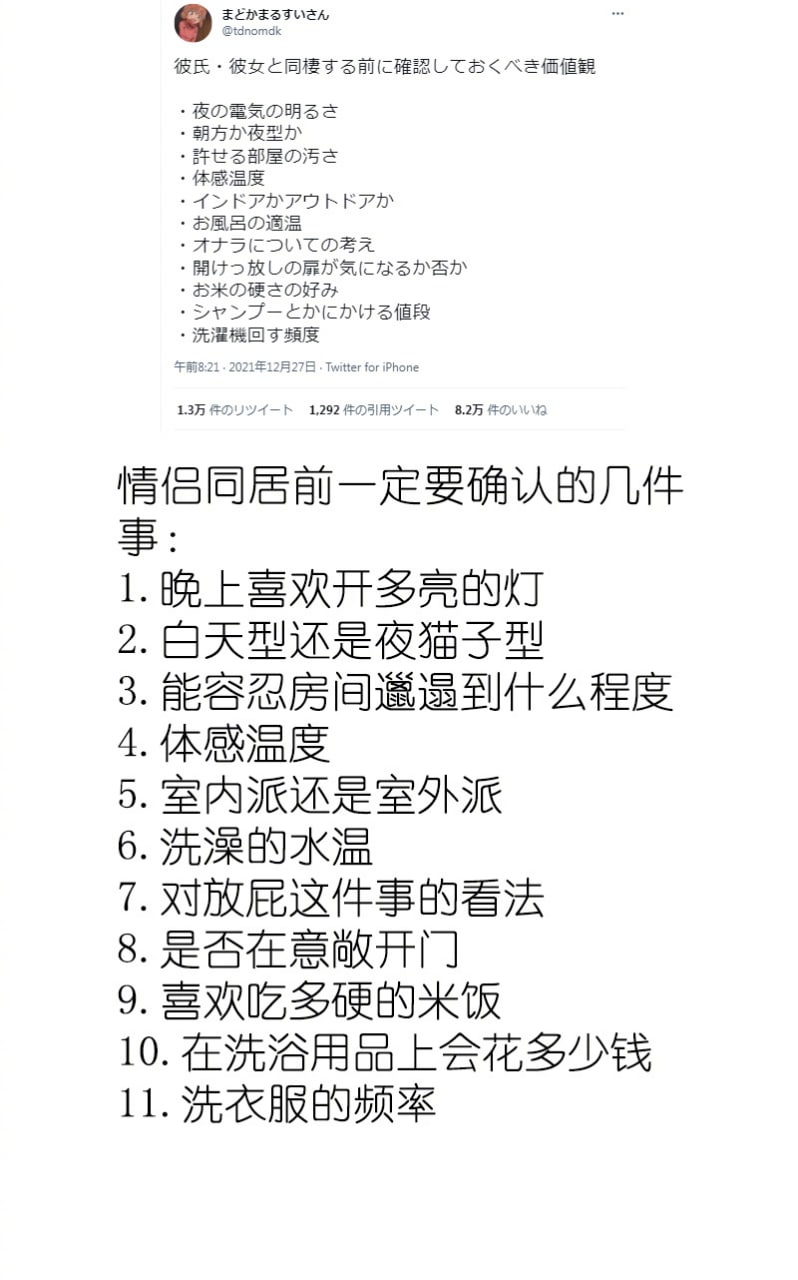 まどかまるすいさん
@tdnomdk
彼氏・彼女と同棲する前に確認しておくべき価値観
・夜の電気の明るさ
・朝方か夜型か
・許せる部屋の汚さ
・体感温度
・インドアかアウトドアか
・お風呂の適温
・オナラについての考え
・開けっ放しの扉が気になるか否か
・お米の硬さの好み
・シャンプーとかにかける値段
・洗濯機回す頻度
午前8:21 · 2021年12月27日 · Twitter for iPhone
1.3万 件のリツイート 1,292 件の引用ツイート 8.2万 件のいいね
情侣同居前一定要确认的几件
事：
1. 晚上喜欢开多亮的灯
2. 白天型还是夜猫子型
3. 能容忍房间邋遢到什么程度
4. 体感温度
5. 室内派还是室外派
6. 洗澡的水温
7. 对放屁这件事的看法
8. 是否在意敞开门
9. 喜欢吃多硬的米饭
10. 在洗浴用品上会花多少钱
11. 洗衣服的频率